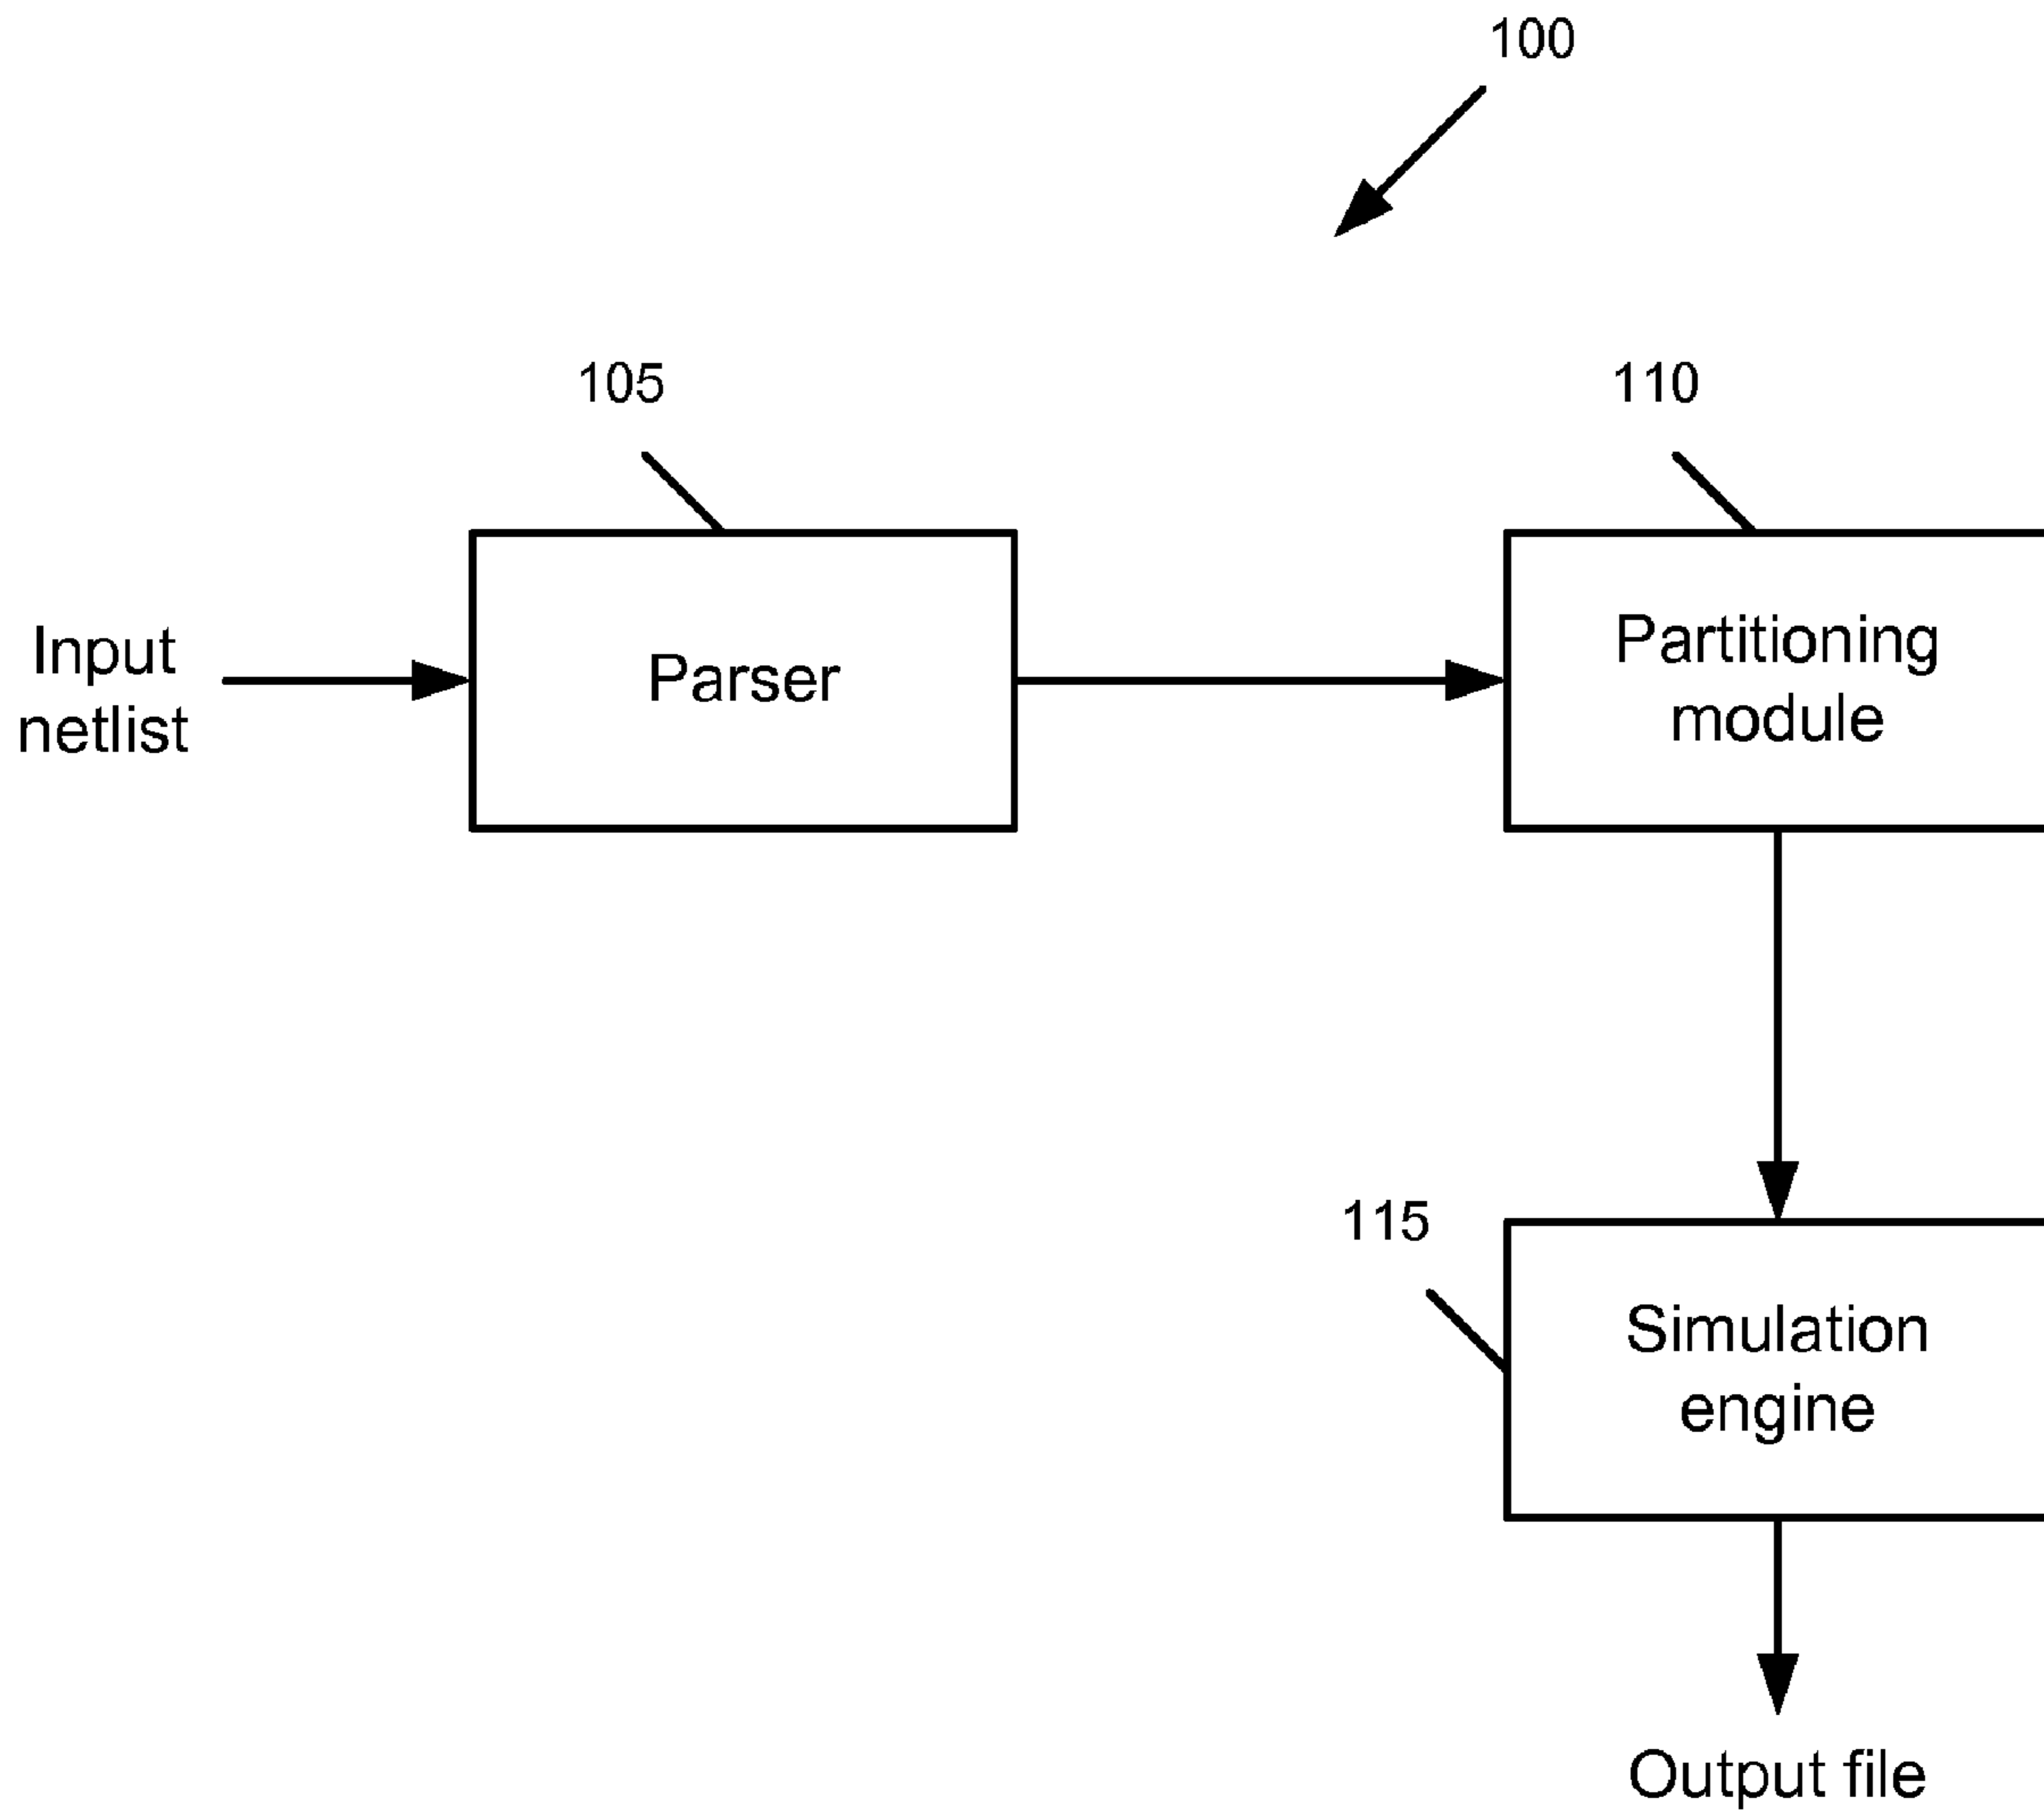 100
105
110
Input
netlist
Parser
Partitioning
module
115
Simulation
engine
Output file